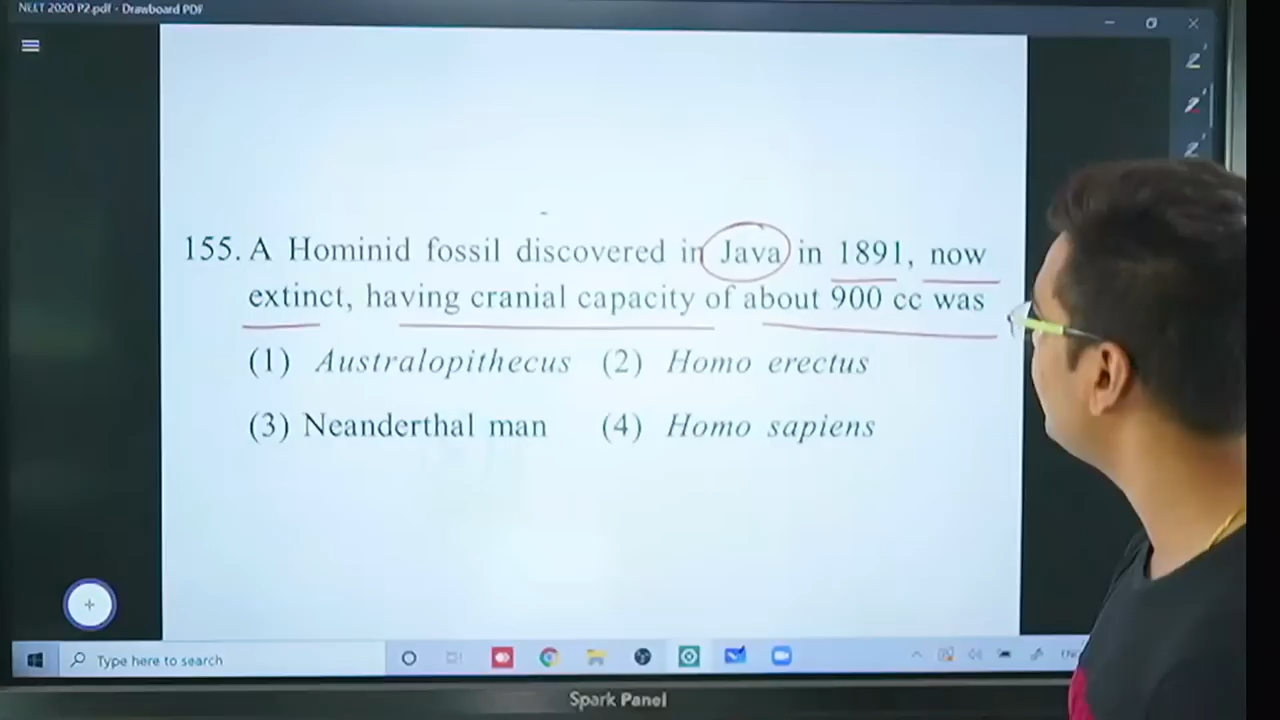 NEET 2020 P2.pdf - Drawboard PDF
155. A Hominid fossil discovered in Java in 1891, now
extinct, having cranial capacity of about 900 cc was
(1) Australopithecus (2) Homo erectus
(3) Neanderthal man (4) Homo sapiens
Type here to search
Spark Panel